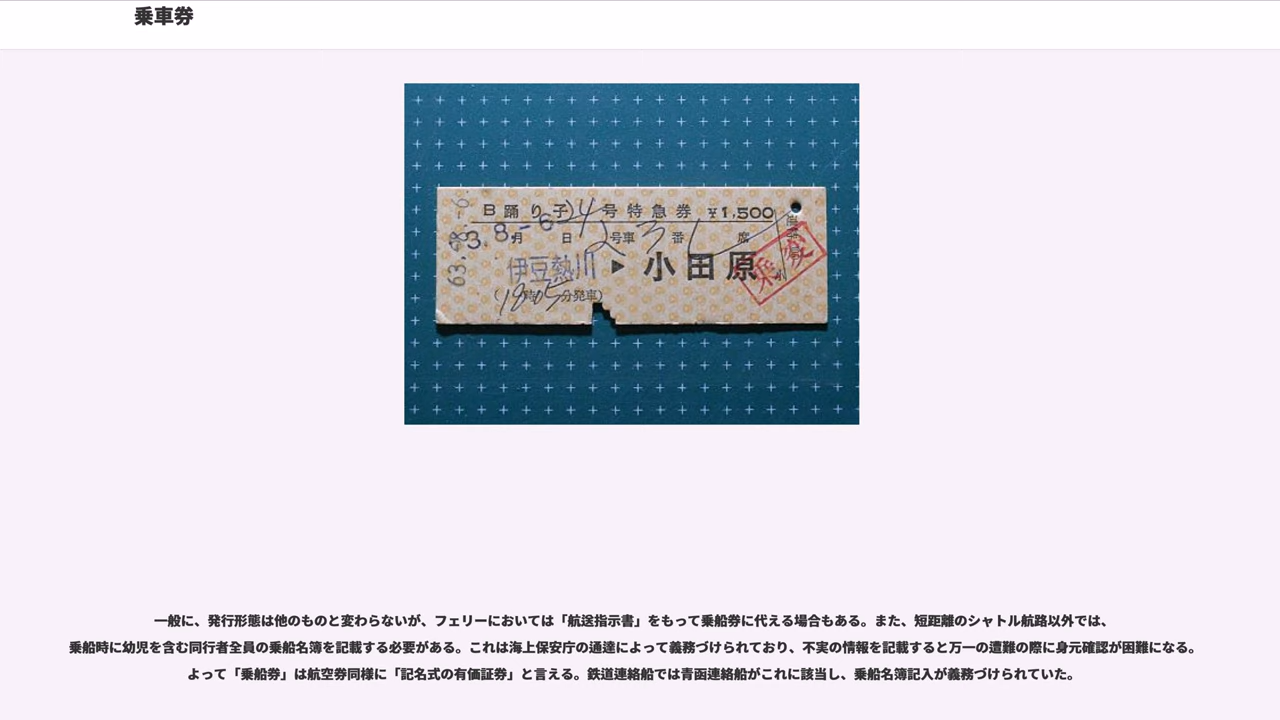 乗車券
B踊り子24号特急券 ¥1,500
63.-8.-6
月 日 2号車 3番 席
伊豆熱川 ▶ 小田原
(18時05分発車)
一般に、発行形態は他のものと変わらないが、フェリーにおいては「航送指示書」をもって乗船券に代える場合もある。また、短距離のシャトル航路以外では、
乗船時に幼児を含む同行者全員の乗船名簿を記載する必要がある。これは海上保安庁の通達によって義務づけられており、不実の情報を記載すると万一の遭難の際に身元確認が困難になる。
よって「乗船券」は航空券同様に「記名式の有価証券」と言える。鉄道連絡船では青函連絡船がこれに該当し、乗船名簿記入が義務づけられていた。